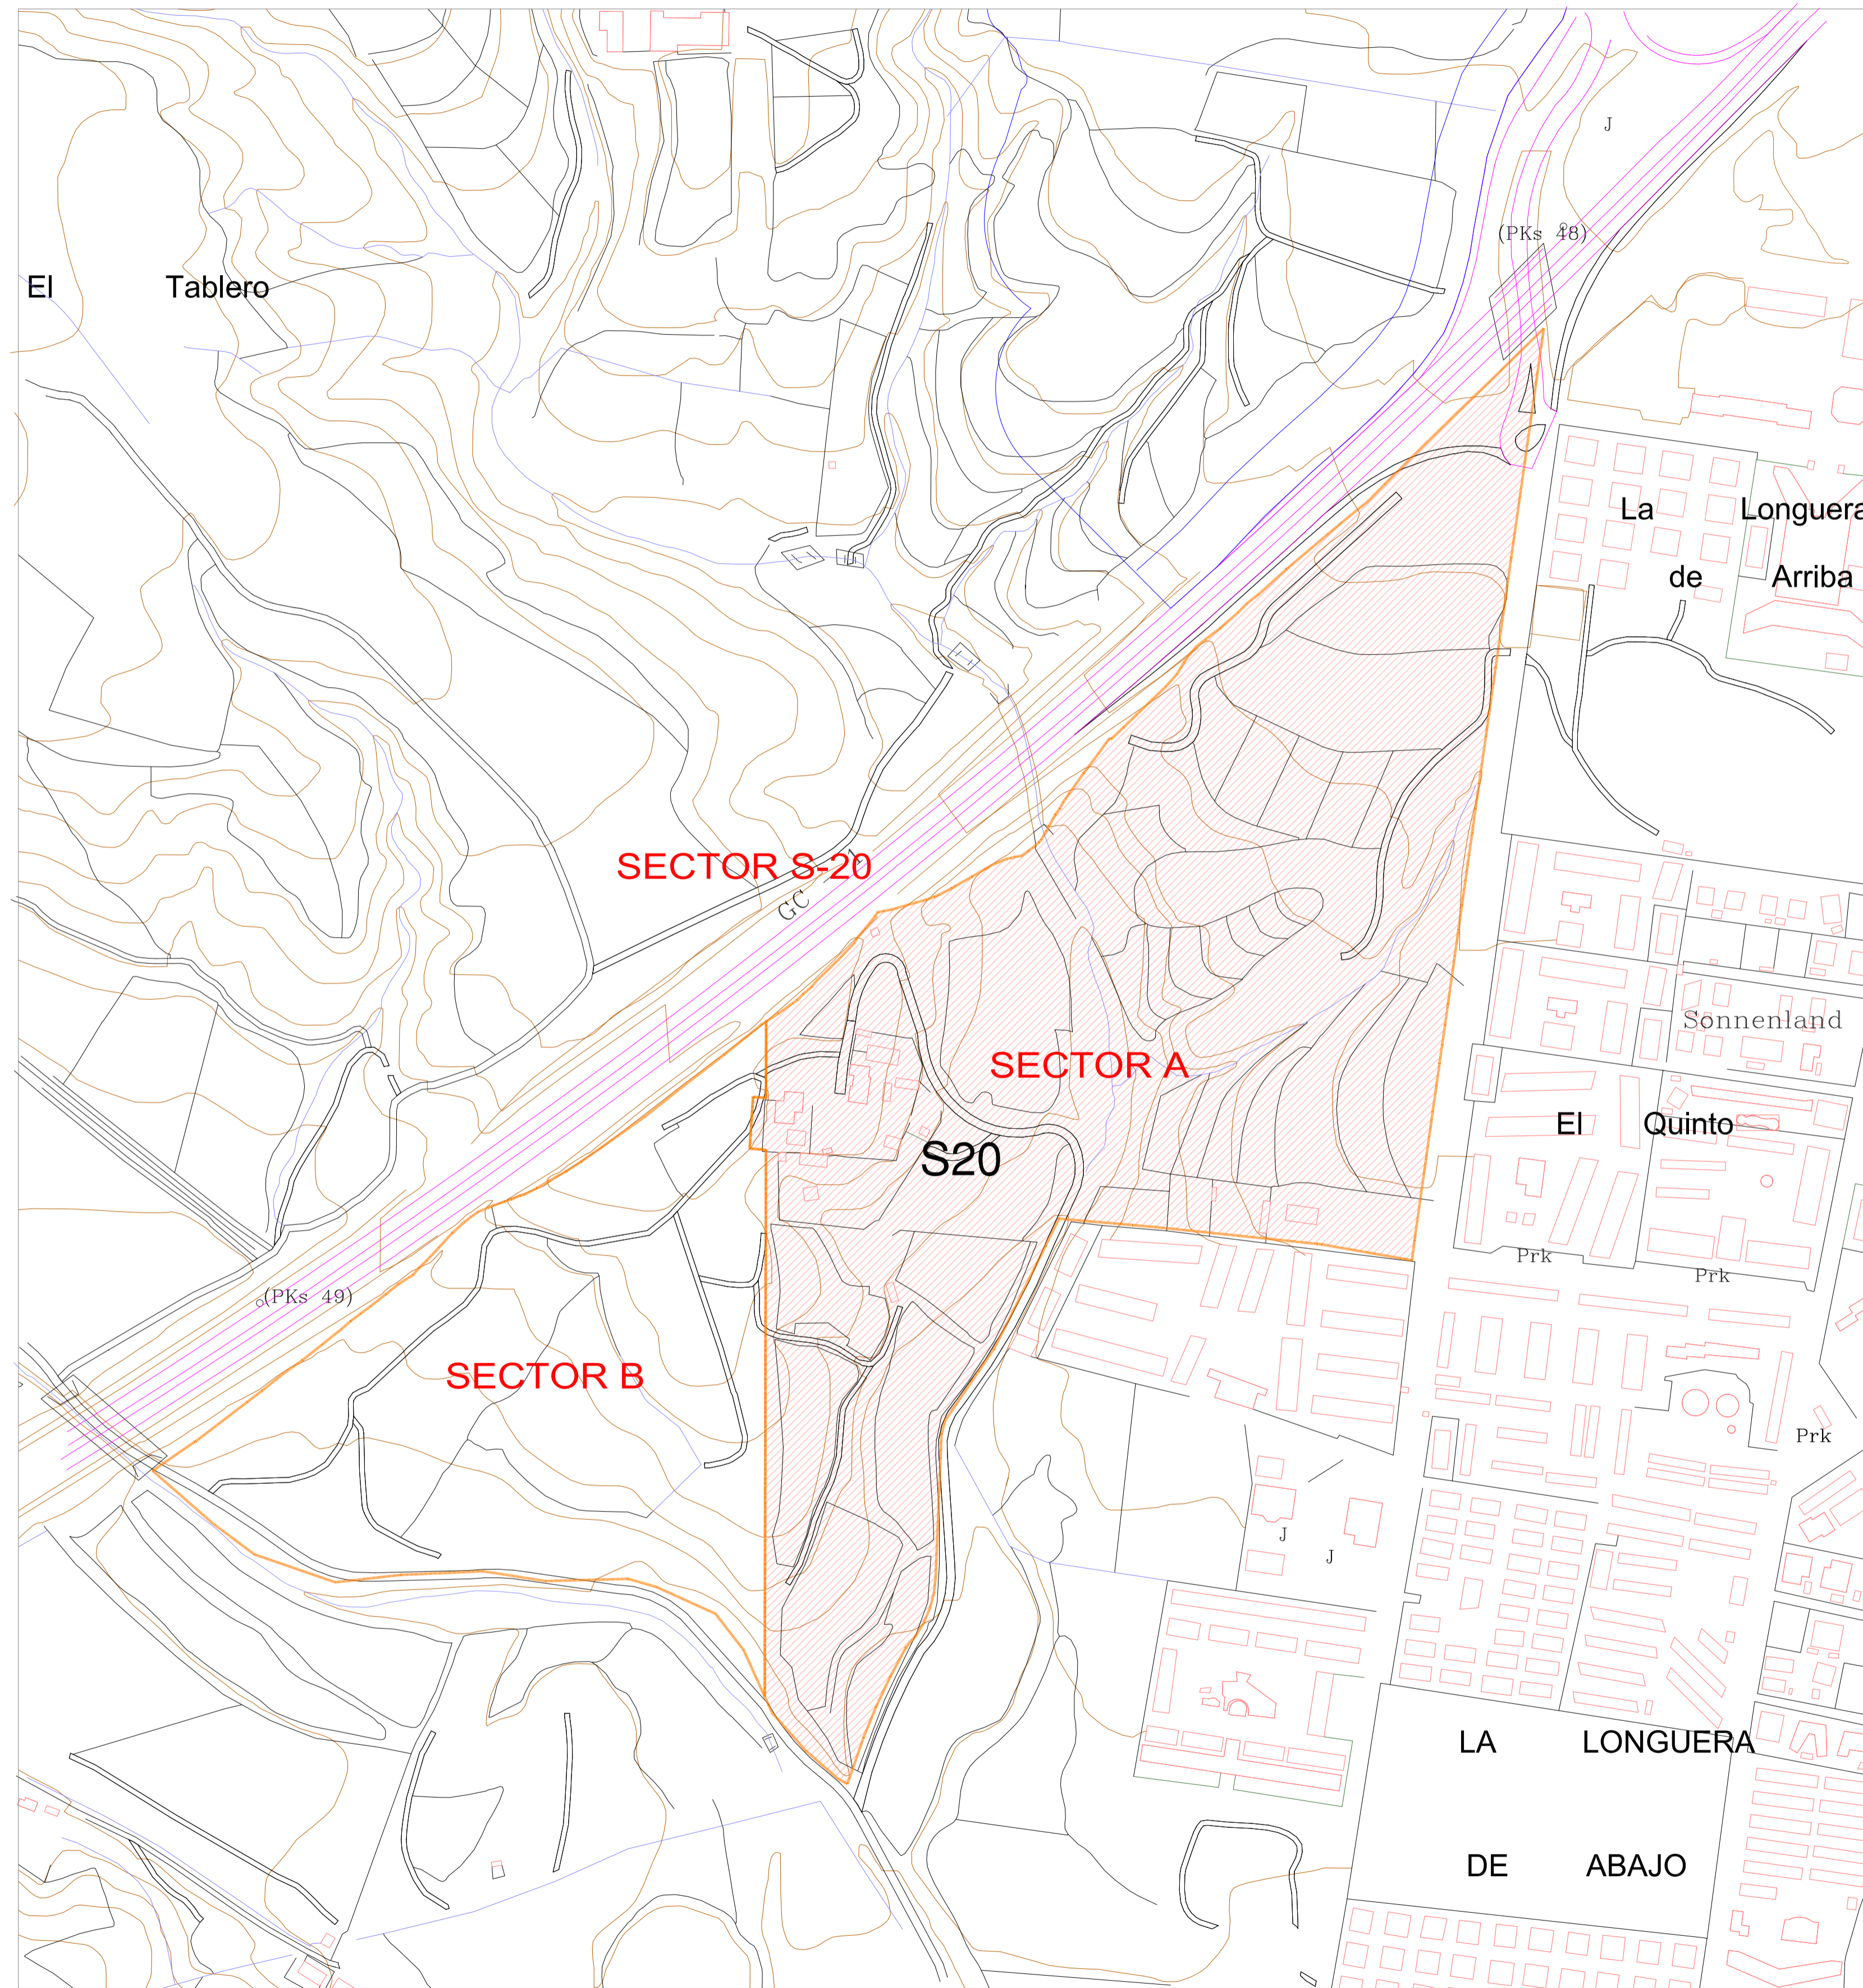 J
(PKs 48)
El Tablero
La Longuera
de Arriba
SECTOR S-20
GC 1
Sonnenland
SECTOR A
El Quinto
S20
Prk
Prk
(PKs 49)
SECTOR B
Prk
J
J
LA LONGUERA
DE ABAJO